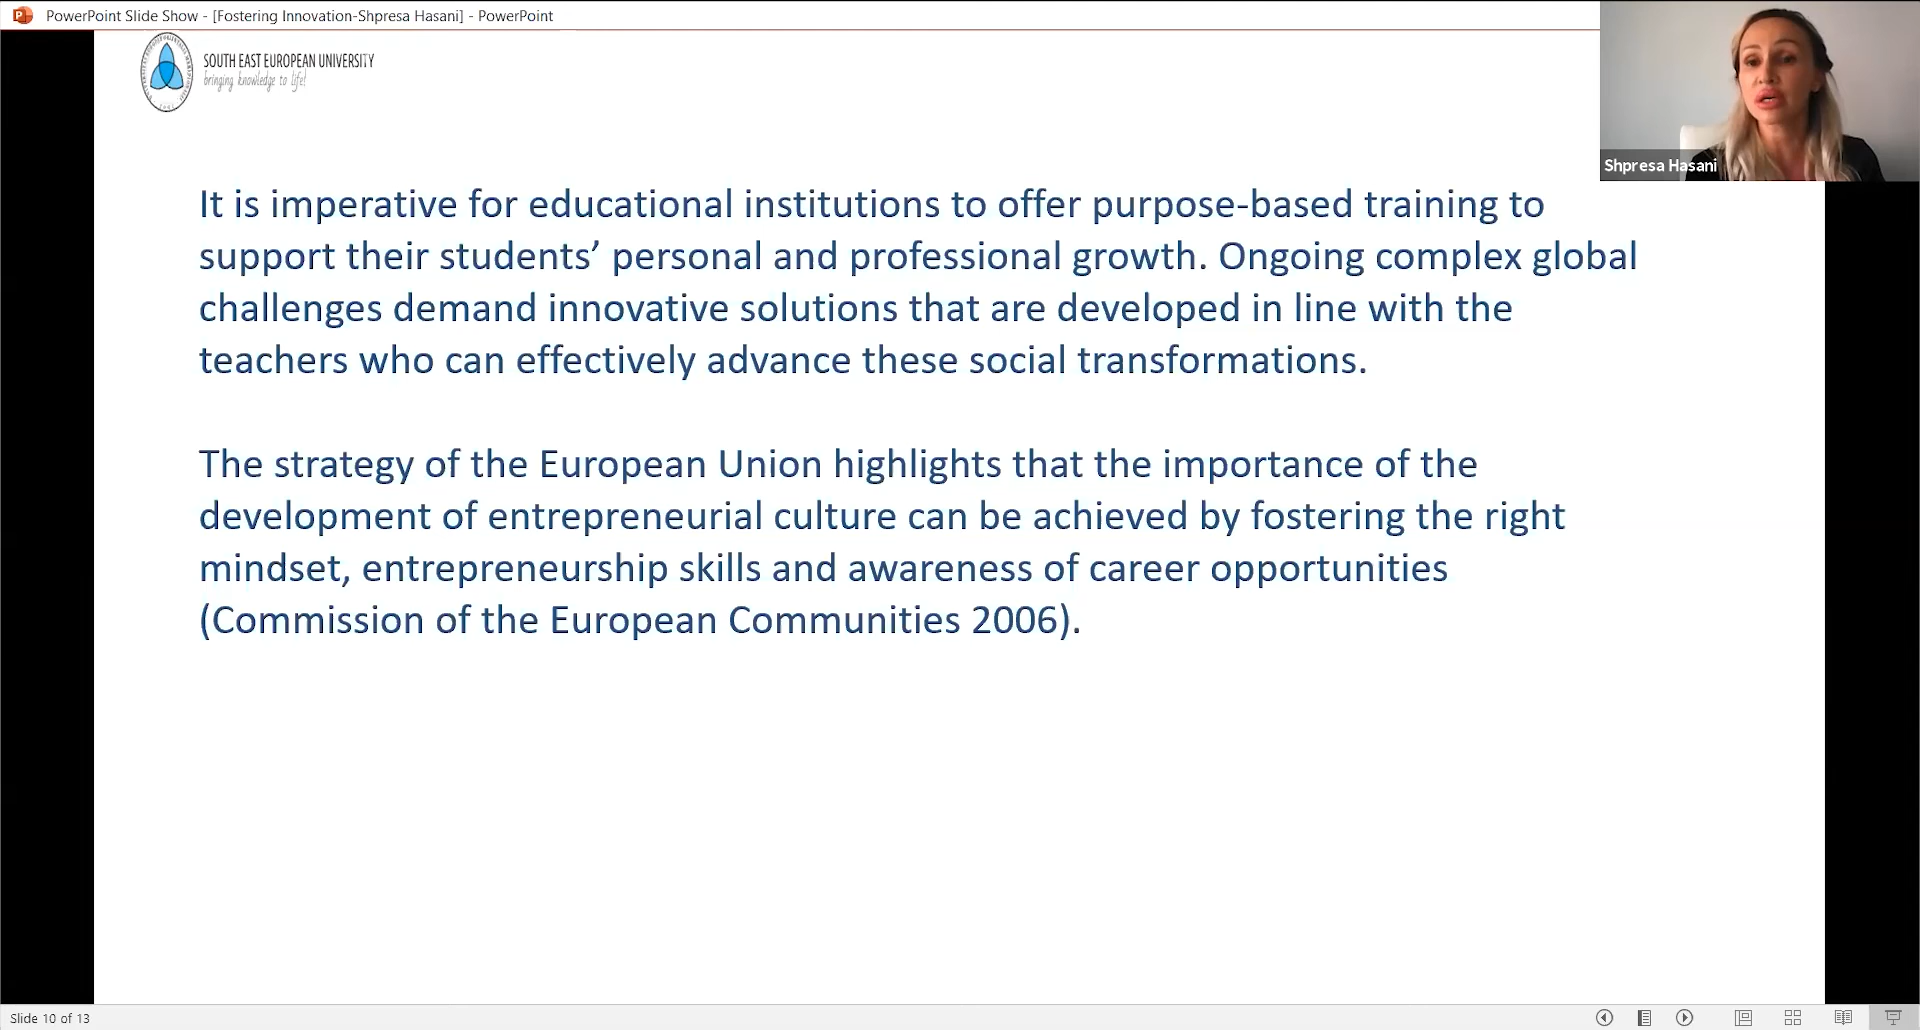 PowerPoint Slide Show - [Fostering Innovation-Shpresa Hasani] - PowerPoint
SOUTH EAST EUROPEAN UNIVERSITY
bringing knowledge to life!
Shpresa Hasani
It is imperative for educational institutions to offer purpose-based training to
support their students’ personal and professional growth. Ongoing complex global
challenges demand innovative solutions that are developed in line with the
teachers who can effectively advance these social transformations.
The strategy of the European Union highlights that the importance of the
development of entrepreneurial culture can be achieved by fostering the right
mindset, entrepreneurship skills and awareness of career opportunities
(Commission of the European Communities 2006).
Slide 10 of 13